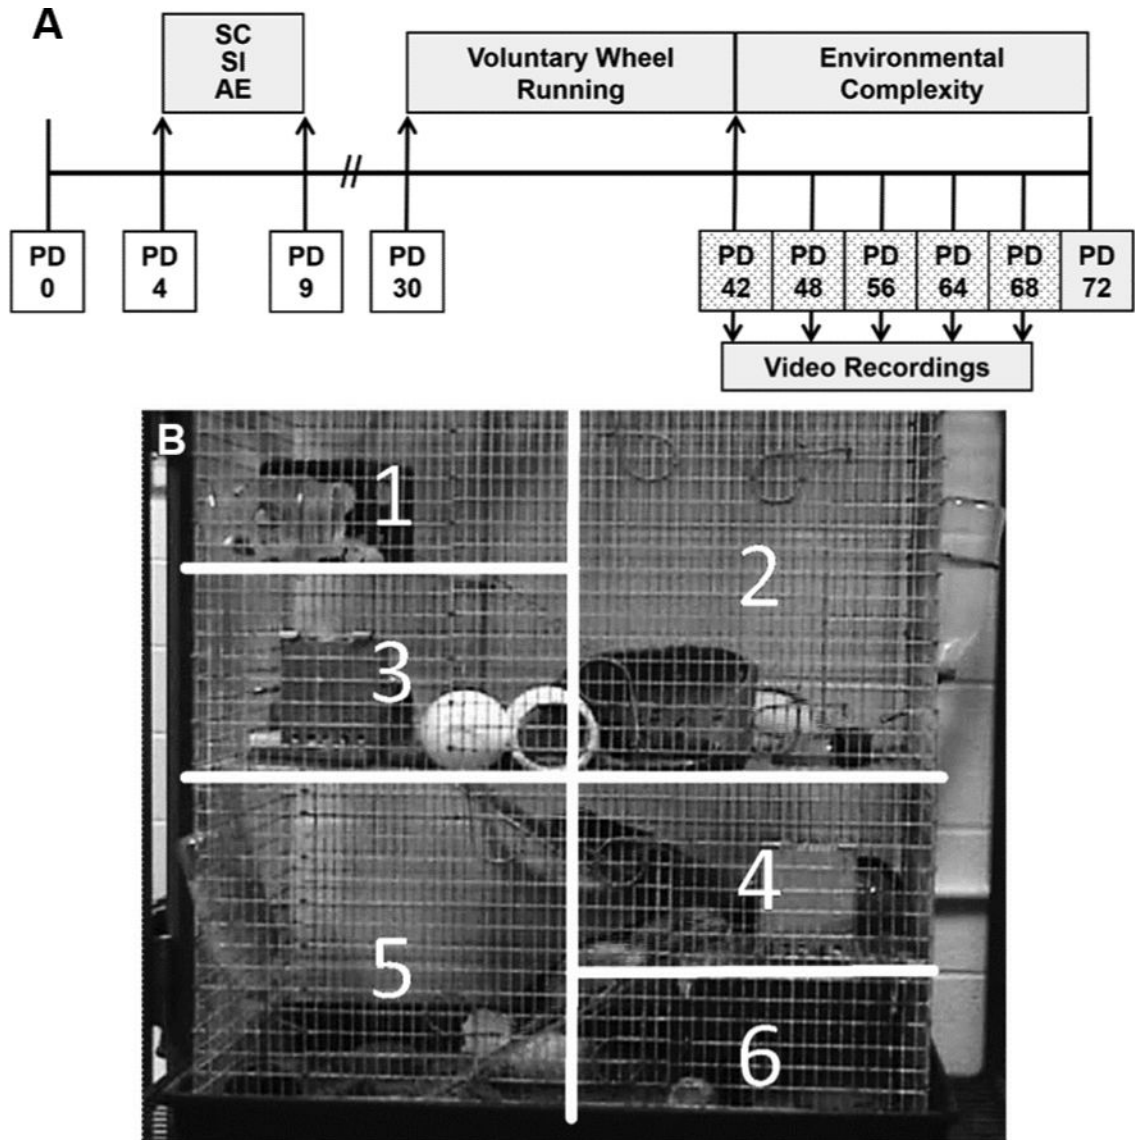 A
SC
SI
AE
Voluntary Wheel
Running
Environmental
Complexity
//
PD
0
PD
4
PD
9
PD
30
PD
42
PD
48
PD
56
PD
64
PD
68
PD
72
Video Recordings
B
1
2
3
4
5
6